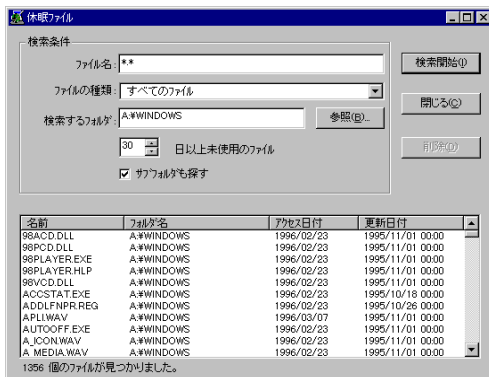 休眠ファイル
検索条件
ファイル名: *.* 検索開始(I)
ファイルの種類: すべてのファイル
閉じる(C)
検索するフォルダ: A:¥WINDOWS 参照(B)...
30 日以上未使用のファイル 削除(D)
サブフォルダも探す
名前 フォルダ名 アクセス日付 更新日付
98ACD.DLL A:¥WINDOWS 1996/02/23 1995/11/01 00:00
98PCD.DLL A:¥WINDOWS 1996/02/23 1995/11/01 00:00
98PLAYER.EXE A:¥WINDOWS 1996/02/23 1995/11/01 00:00
98PLAYER.HLP A:¥WINDOWS 1996/02/23 1995/11/01 00:00
98VCD.DLL A:¥WINDOWS 1996/02/23 1995/11/01 00:00
ACCSTAT.EXE A:¥WINDOWS 1996/02/23 1995/10/18 00:00
ADDLFNPR.REG A:¥WINDOWS 1996/02/23 1995/10/26 00:00
APLI.WAV A:¥WINDOWS 1996/03/07 1995/11/01 00:00
AUTOOFF.EXE A:¥WINDOWS 1996/02/23 1995/11/01 00:00
A_ICON.WAV A:¥WINDOWS 1996/02/23 1995/11/01 00:00
A_MEDIA.WAV A:¥WINDOWS 1996/02/23 1995/11/01 00:00
1356 個のファイルが見つかりました。